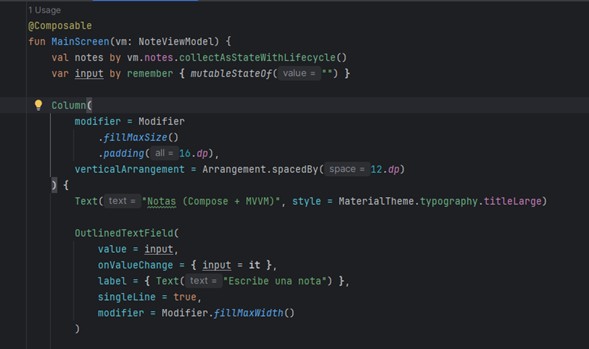 1 Usage
@Composable
fun MainScreen(vm: NoteViewModel) {
    val notes by vm.notes.collectAsStateWithLifecycle()
    var input by remember { mutableStateOf( value = "") }

    Column(
        modifier = Modifier
            .fillMaxSize()
            .padding( all = 16.dp),
        verticalArrangement = Arrangement.spacedBy( space = 12.dp)
    ) {
        Text( text = "Notas (Compose + MVVM)", style = MaterialTheme.typography.titleLarge)

        OutlinedTextField(
            value = input,
            onValueChange = { input = it },
            label = { Text( text = "Escribe una nota") },
            singleLine = true,
            modifier = Modifier.fillMaxWidth()
        )